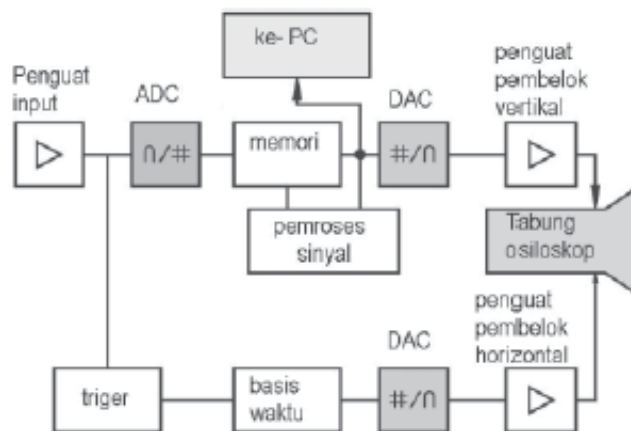 ke- PC
Penguat
input
ADC
DAC
penguat
pembelok
vertikal
∩/#
memori
#/∩
pemroses
sinyal
Tabung
osiloskop
penguat
pembelok
horizontal
DAC
triger
basis
waktu
#/∩